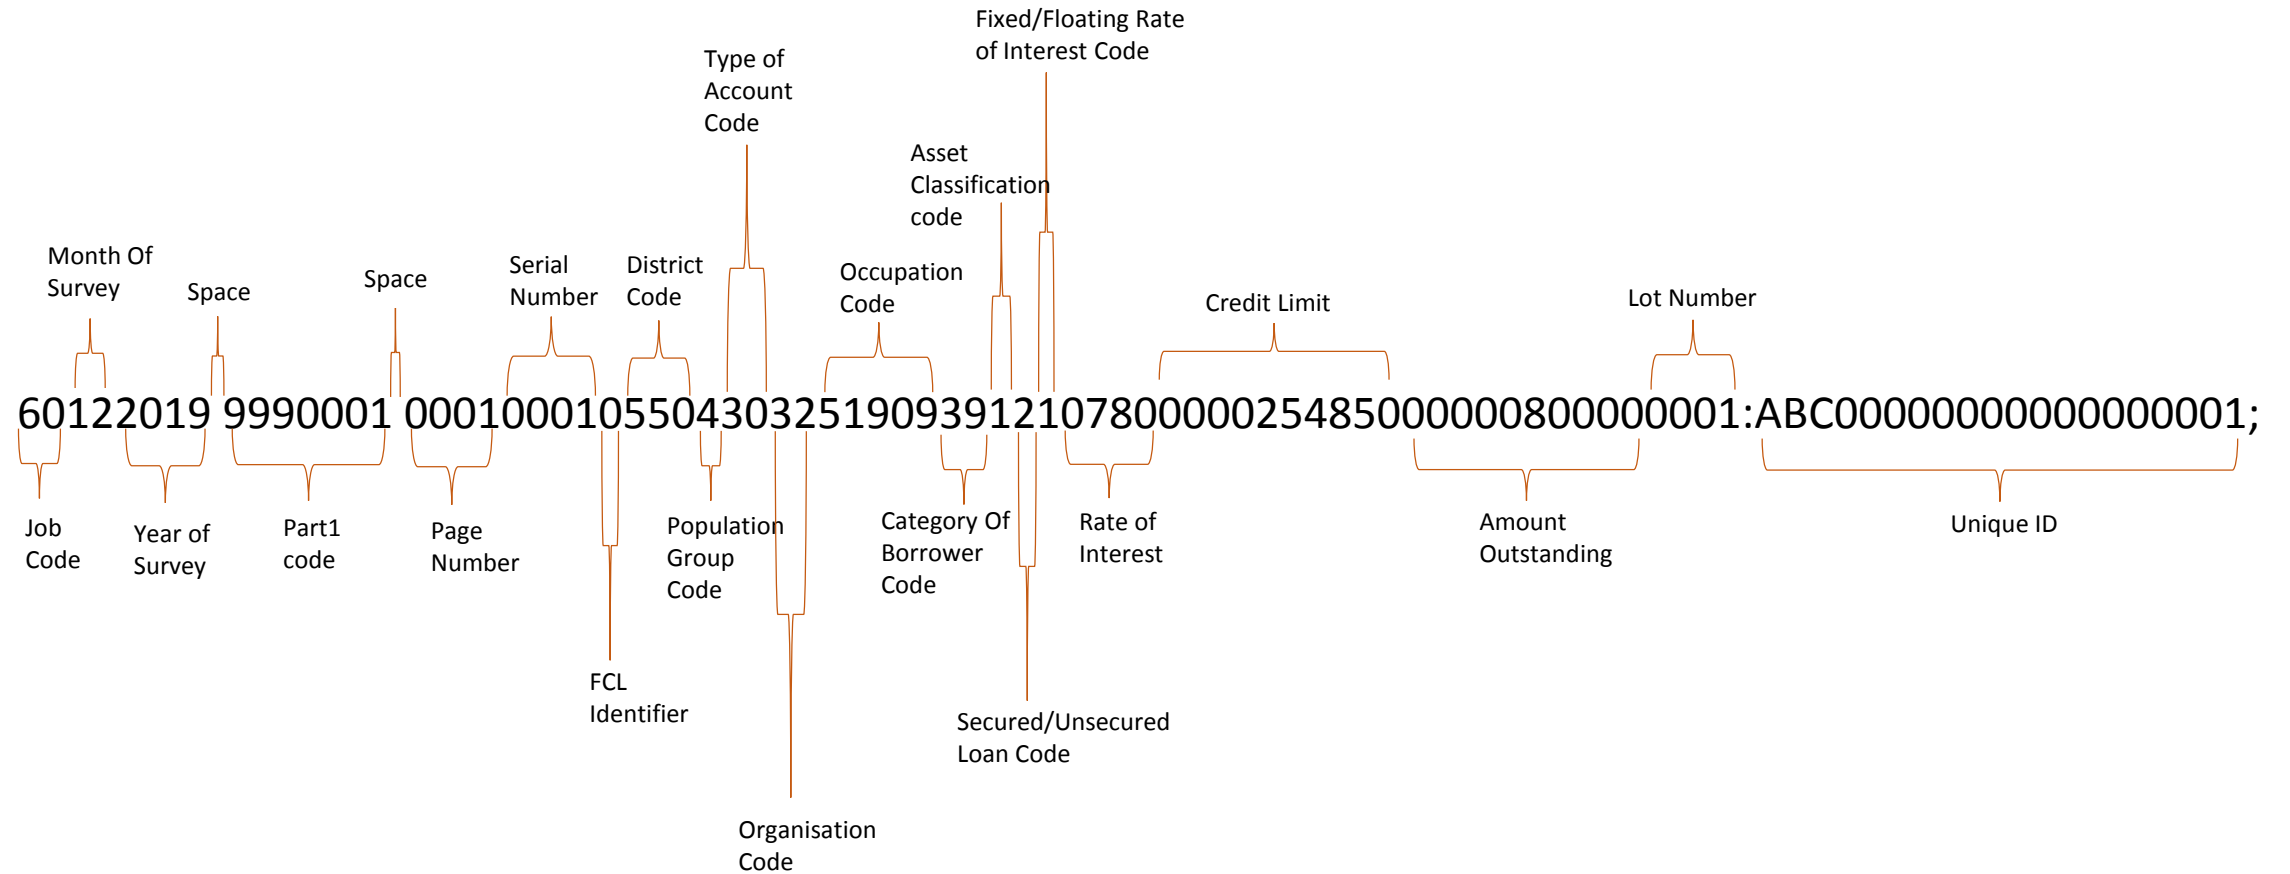 Fixed/Floating Rate
of Interest Code
Type of
Account
Code
Asset
Classification
code
Month Of
Survey
Space
Space
Serial
Number
District
Code
Occupation
Code
Credit Limit
Lot Number
60122019 9990001 0001000105504303251909391210780000025485000000800000001:ABC00000000000000001;
Job
Code
Year of
Survey
Part1
code
Page
Number
Population
Group
Code
Category Of
Borrower
Code
Rate of
Interest
Amount
Outstanding
Unique ID
FCL
Identifier
Secured/Unsecured
Loan Code
Organisation
Code